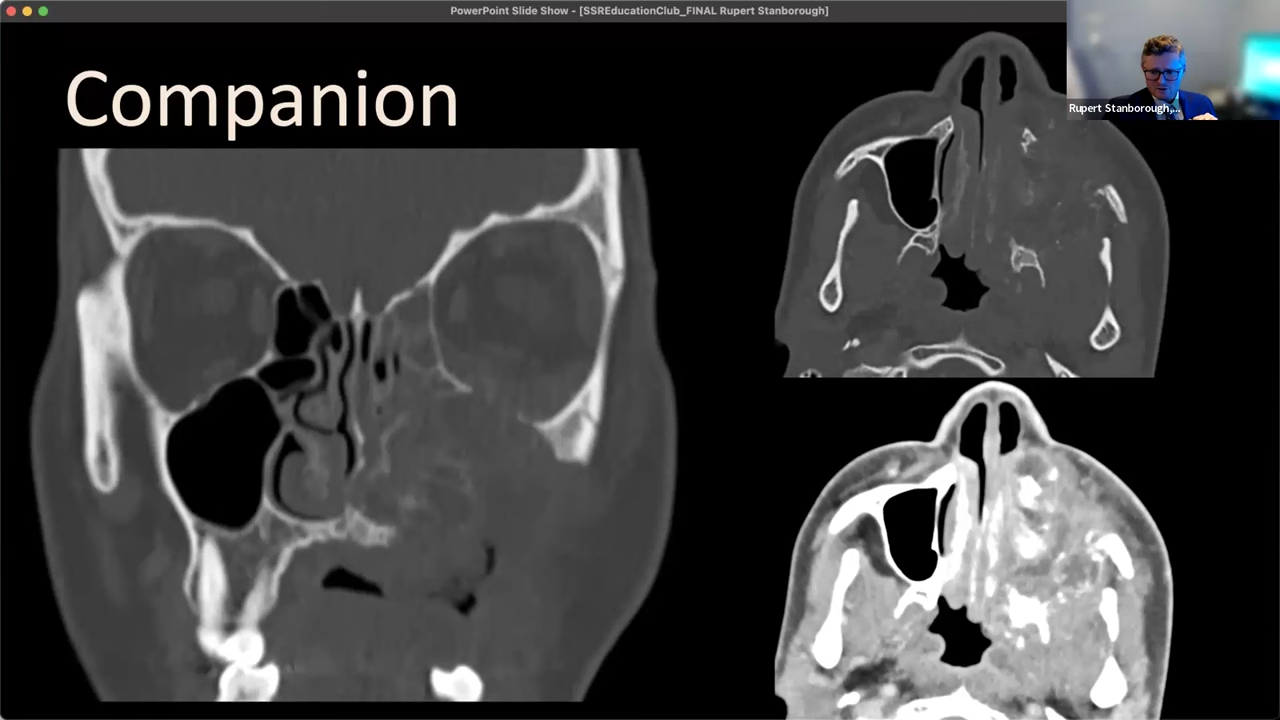 PowerPoint Slide Show - [SSREducationClub_FINAL Rupert Stanborough]
Rupert Stanborough,...
Companion